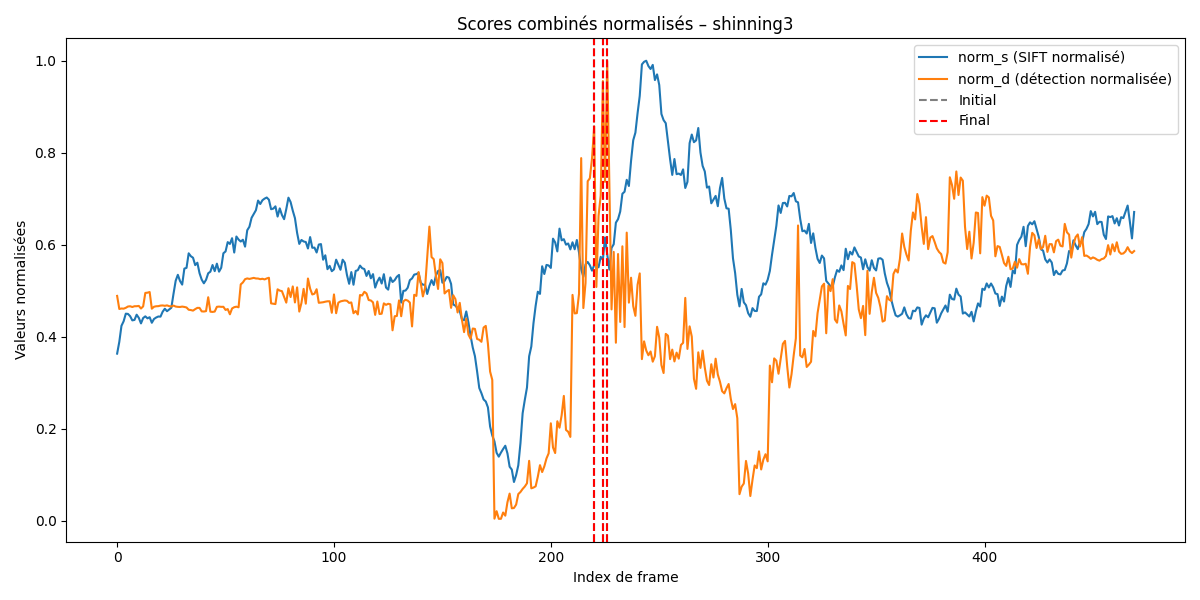 Scores combinés normalisés – shinning3
norm_s (SIFT normalisé)
norm_d (détection normalisée)
Initial
Final
Valeurs normalisées
1.0
0.8
0.6
0.4
0.2
0.0
0
100
200
300
400
Index de frame